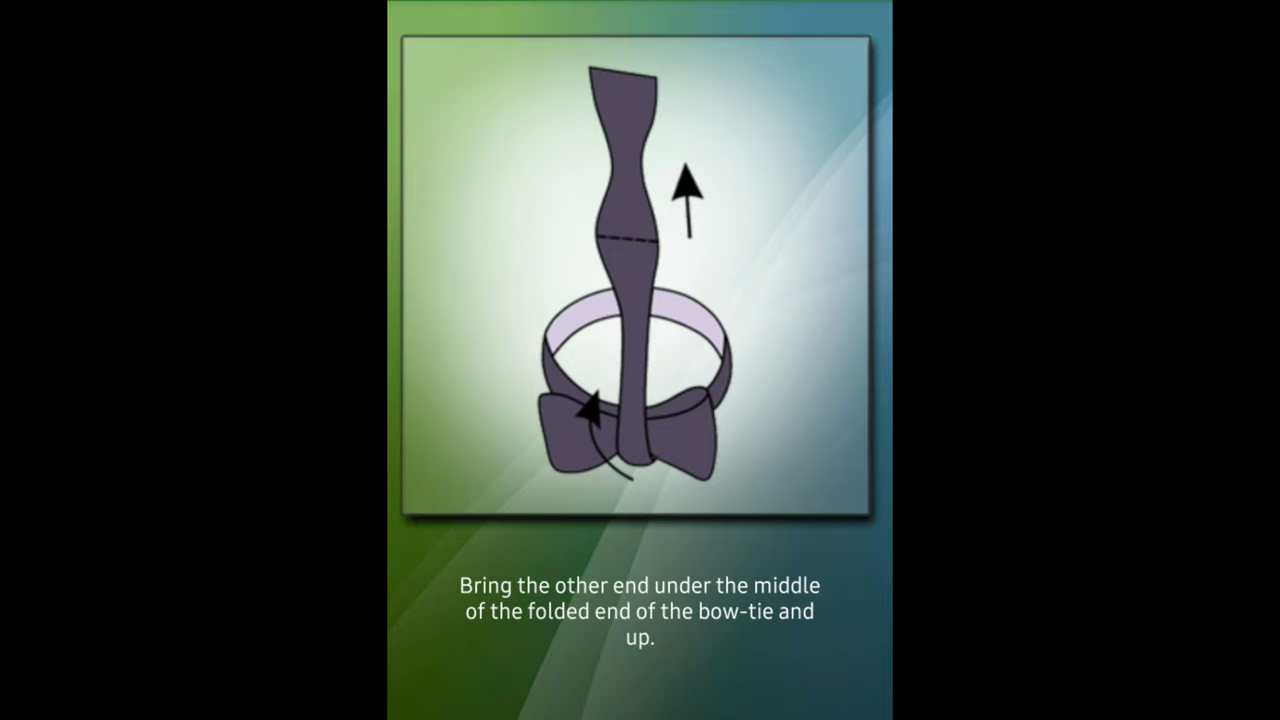 Bring the other end under the middle
of the folded end of the bow-tie and
up.